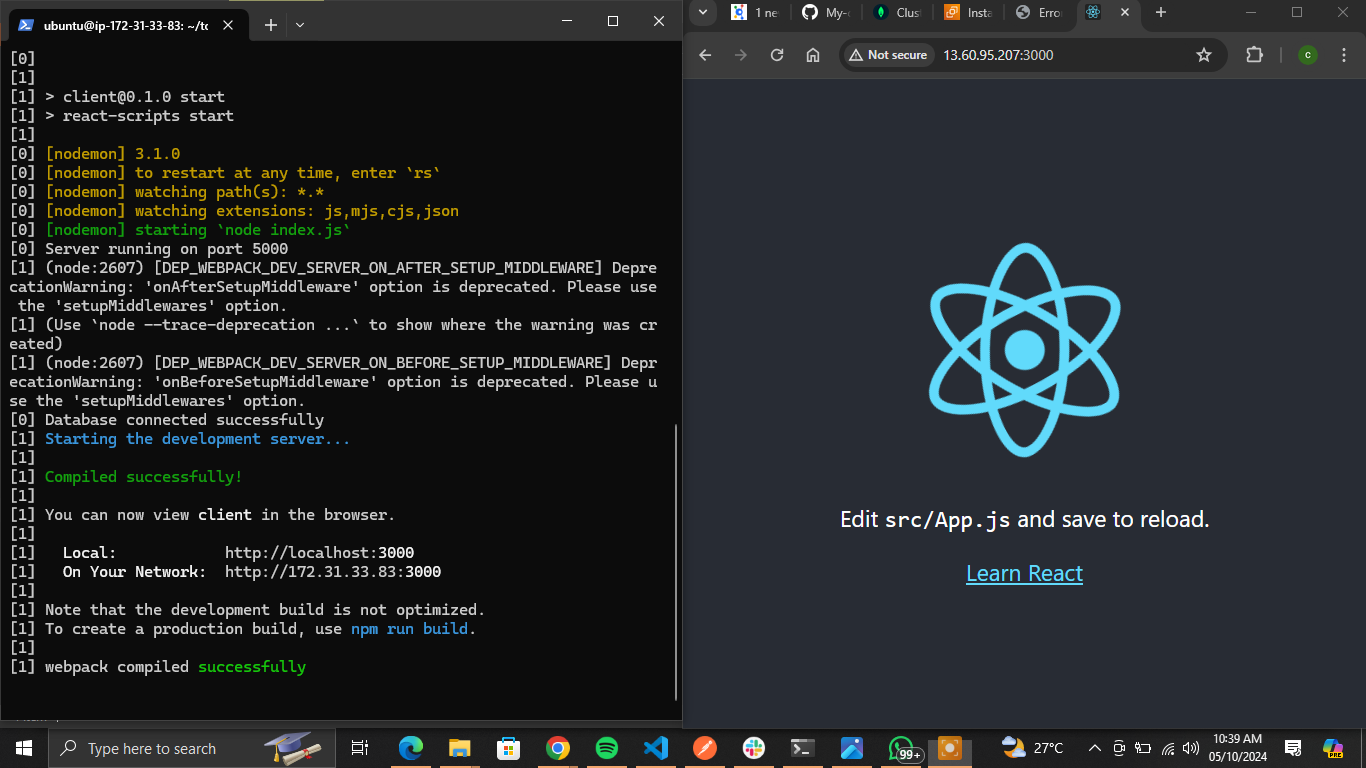 ubuntu@ip-172-31-33-83: ~/to
[0]
[1]
[1] > client@0.1.0 start
[1] > react-scripts start
[1]
[0] [nodemon] 3.1.0
[0] [nodemon] to restart at any time, enter `rs`
[0] [nodemon] watching path(s): *.*
[0] [nodemon] watching extensions: js,mjs,cjs,json
[0] [nodemon] starting `node index.js`
[0] Server running on port 5000
[1] (node:2607) [DEP_WEBPACK_DEV_SERVER_ON_AFTER_SETUP_MIDDLEWARE] Depre
cationWarning: 'onAfterSetupMiddleware' option is deprecated. Please use
 the 'setupMiddlewares' option.
[1] (Use `node --trace-deprecation ...` to show where the warning was cr
eated)
[1] (node:2607) [DEP_WEBPACK_DEV_SERVER_ON_BEFORE_SETUP_MIDDLEWARE] Depr
ecationWarning: 'onBeforeSetupMiddleware' option is deprecated. Please u
se the 'setupMiddlewares' option.
[0] Database connected successfully
[1] Starting the development server...
[1]
[1] Compiled successfully!
[1]
[1] You can now view client in the browser.
[1]
[1]   Local:            http://localhost:3000
[1]   On Your Network:  http://172.31.33.83:3000
[1]
[1] Note that the development build is not optimized.
[1] To create a production build, use npm run build.
[1]
[1] webpack compiled successfully
1 ne
My-
Clust
Insta
Erro
Not secure
13.60.95.207:3000
c
Edit src/App.js and save to reload.
Learn React
Type here to search
99+
27°C
10:39 AM
05/10/2024
PRE